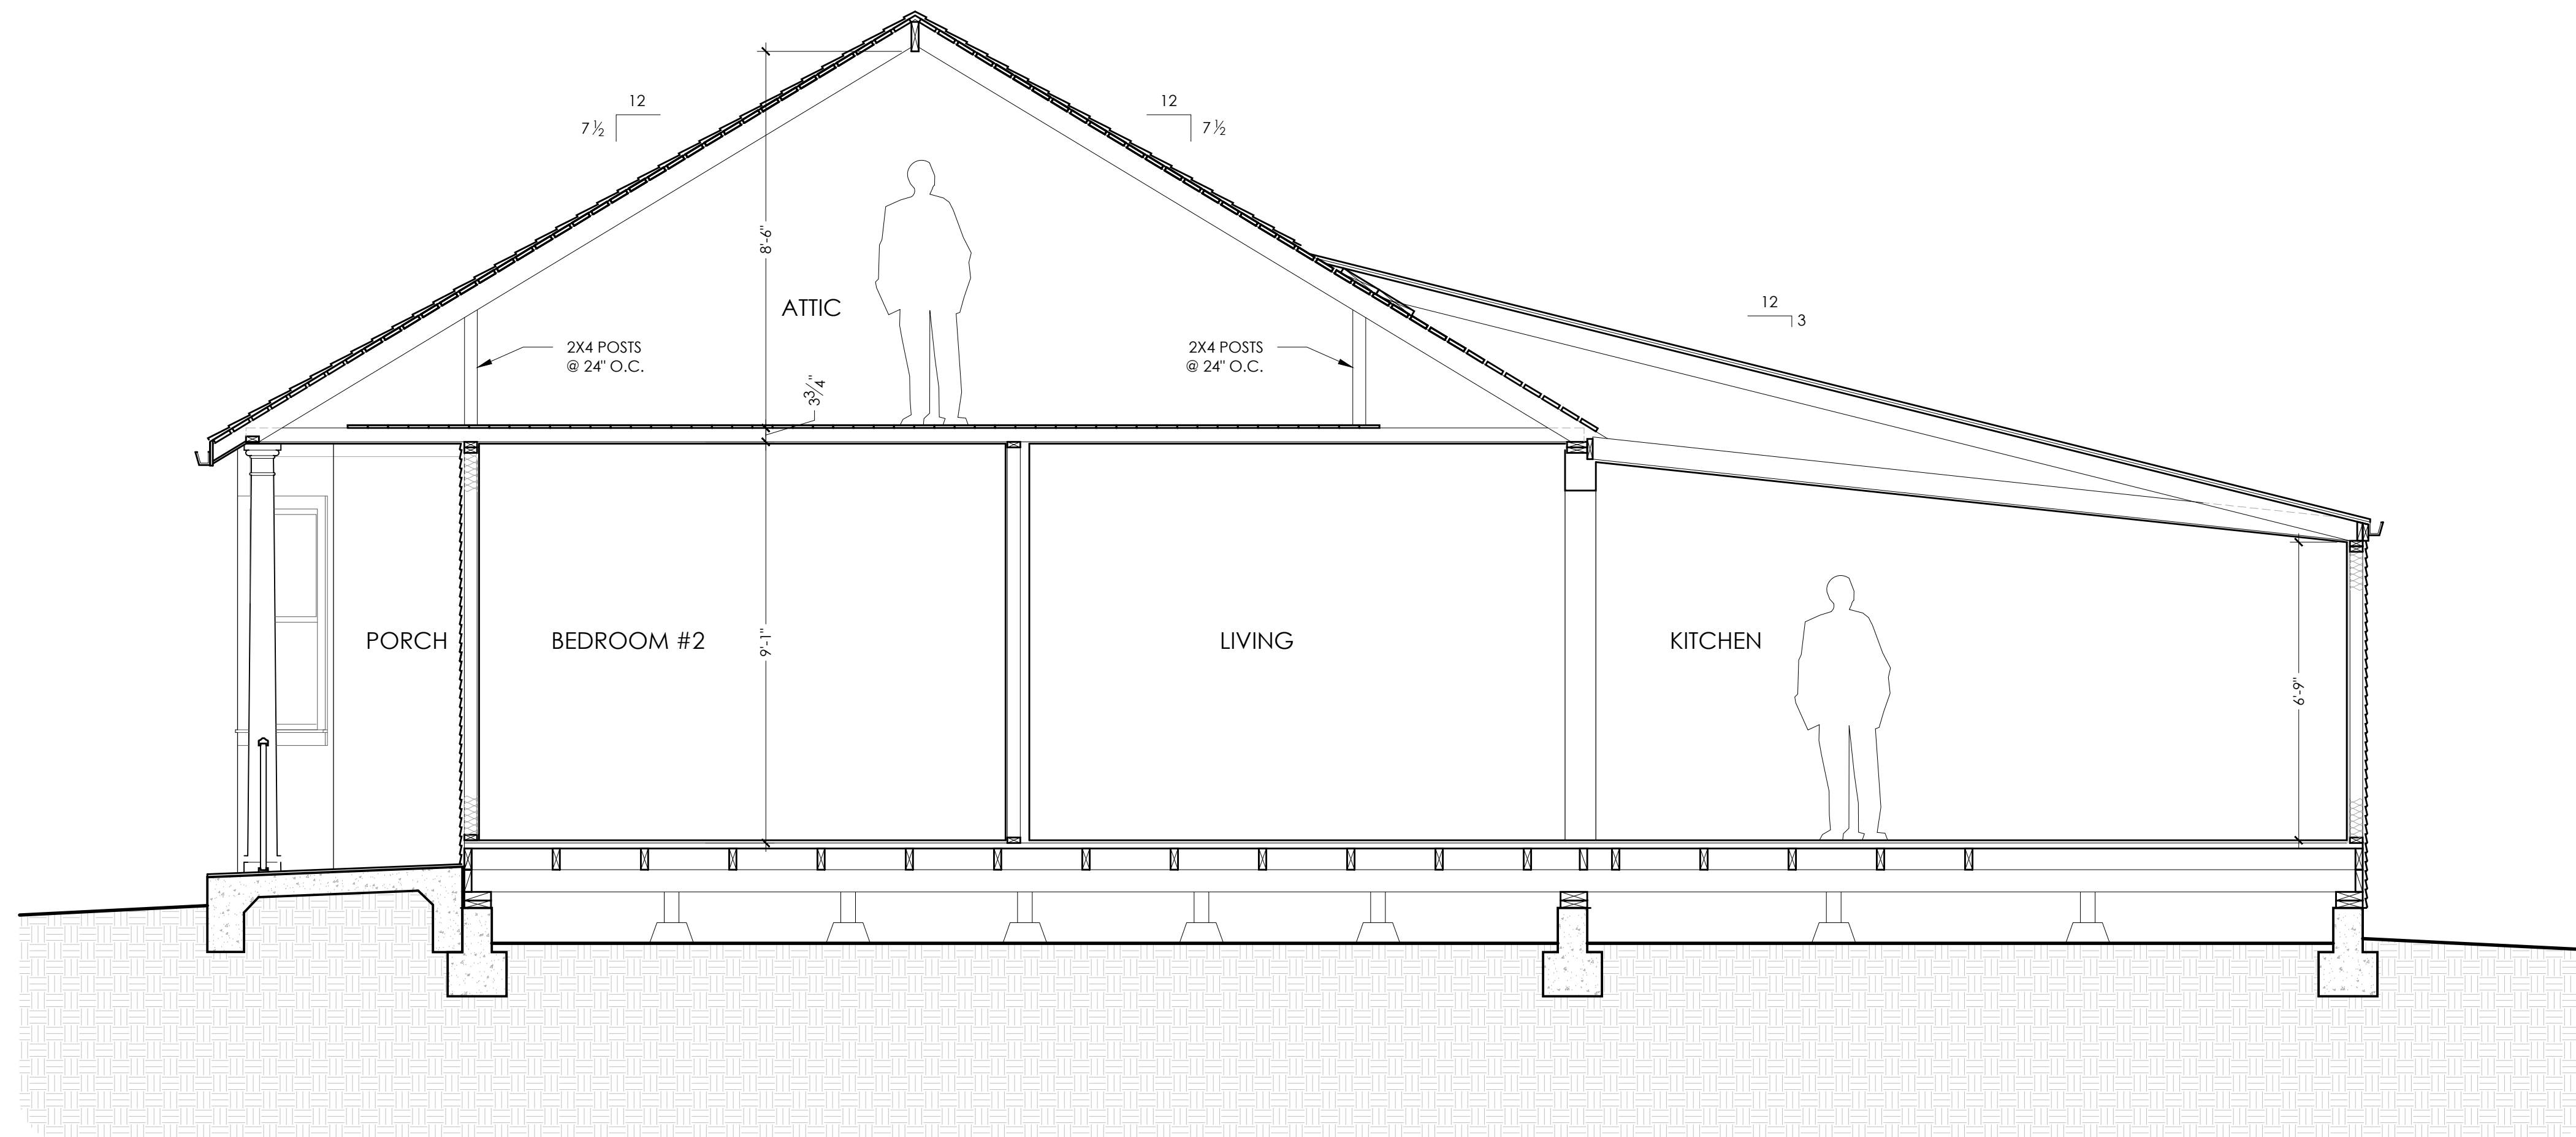 12
7 ½
12
7 ½
8'-6"
12
3
ATTIC
2X4 POSTS
@ 24" O.C.
2X4 POSTS
@ 24" O.C.
3¾"
PORCH
BEDROOM #2
9'-1"
LIVING
KITCHEN
6'-9"